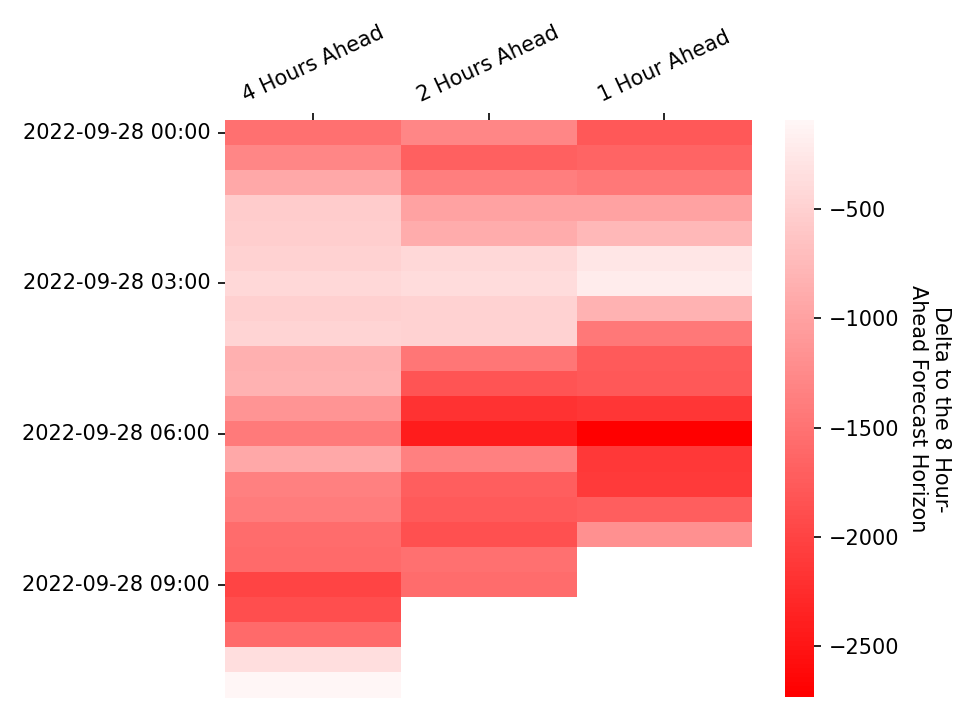 4 Hours Ahead
2 Hours Ahead
1 Hour Ahead
2022-09-28 00:00
2022-09-28 03:00
2022-09-28 06:00
2022-09-28 09:00
−500
−1000
−1500
−2000
−2500
Delta to the 8 Hour-
Ahead Forecast Horizon